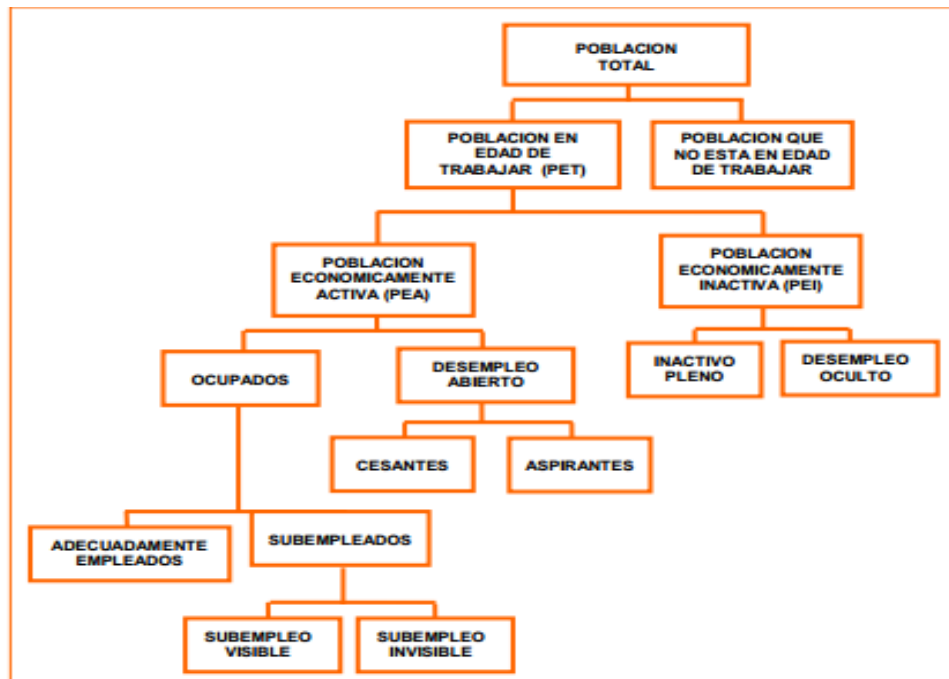 POBLACION
TOTAL
POBLACION EN
EDAD DE
TRABAJAR (PET)
POBLACION QUE
NO ESTA EN EDAD
DE TRABAJAR
POBLACION
ECONOMICAMENTE
ACTIVA (PEA)
POBLACION
ECONOMICAMENTE
INACTIVA (PEI)
OCUPADOS
DESEMPLEO
ABIERTO
INACTIVO
PLENO
DESEMPLEO
OCULTO
CESANTES
ASPIRANTES
ADECUADAMENTE
EMPLEADOS
SUBEMPLEADOS
SUBEMPLEO
VISIBLE
SUBEMPLEO
INVISIBLE